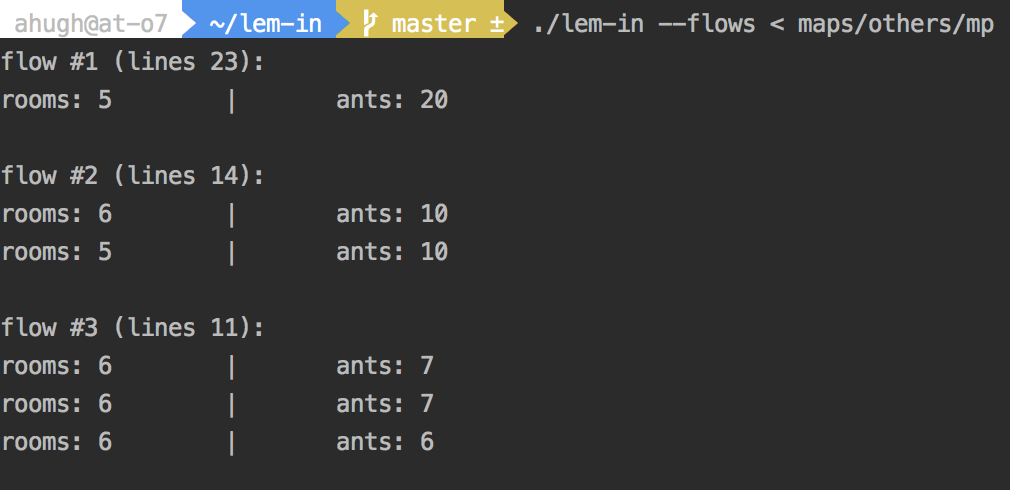 ahugh@at-o7 ~/lem-in master ± ./lem-in --flows < maps/others/mp
flow #1 (lines 23):
rooms: 5 | ants: 20
flow #2 (lines 14):
rooms: 6 | ants: 10
rooms: 5 | ants: 10
flow #3 (lines 11):
rooms: 6 | ants: 7
rooms: 6 | ants: 7
rooms: 6 | ants: 6